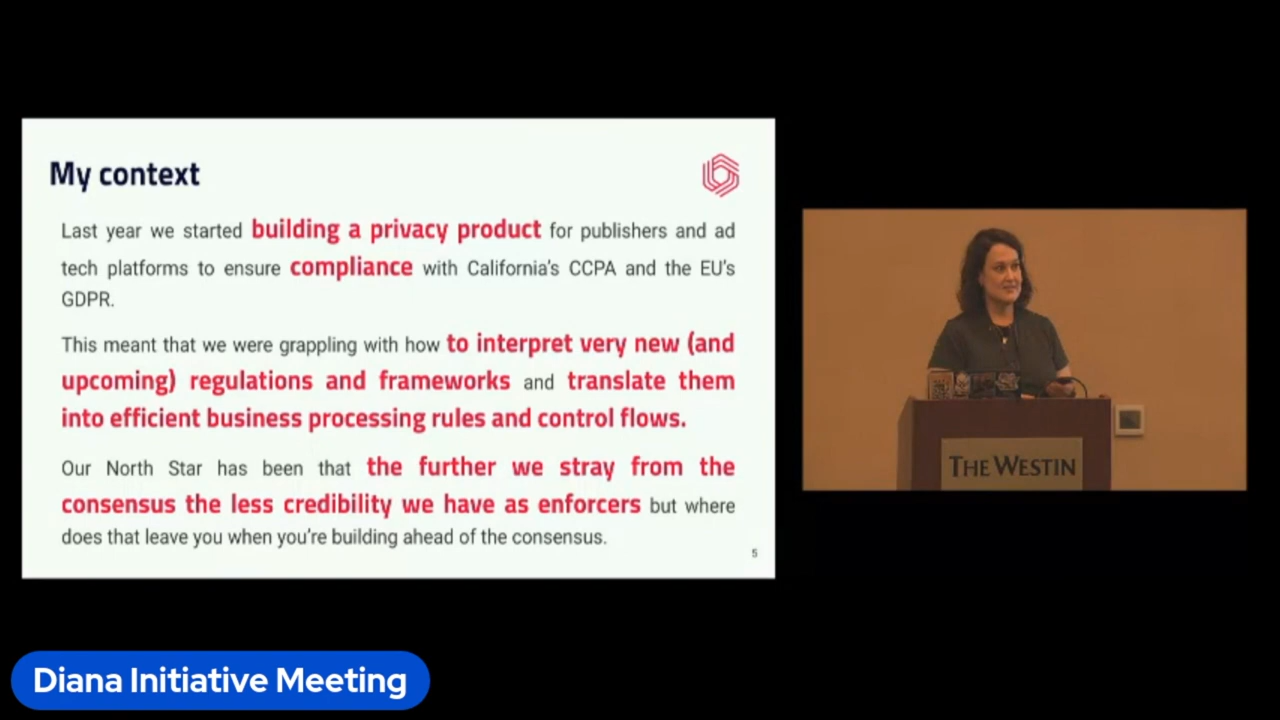 My context
Last year we started building a privacy product for publishers and ad
tech platforms to ensure compliance with California's CCPA and the EU's
GDPR.
This meant that we were grappling with how to interpret very new (and
upcoming) regulations and frameworks and translate them
into efficient business processing rules and control flows.
Our North Star has been that the further we stray from the
consensus the less credibility we have as enforcers but where
does that leave you when you're building ahead of the consensus.
5
THE WESTIN
Diana Initiative Meeting